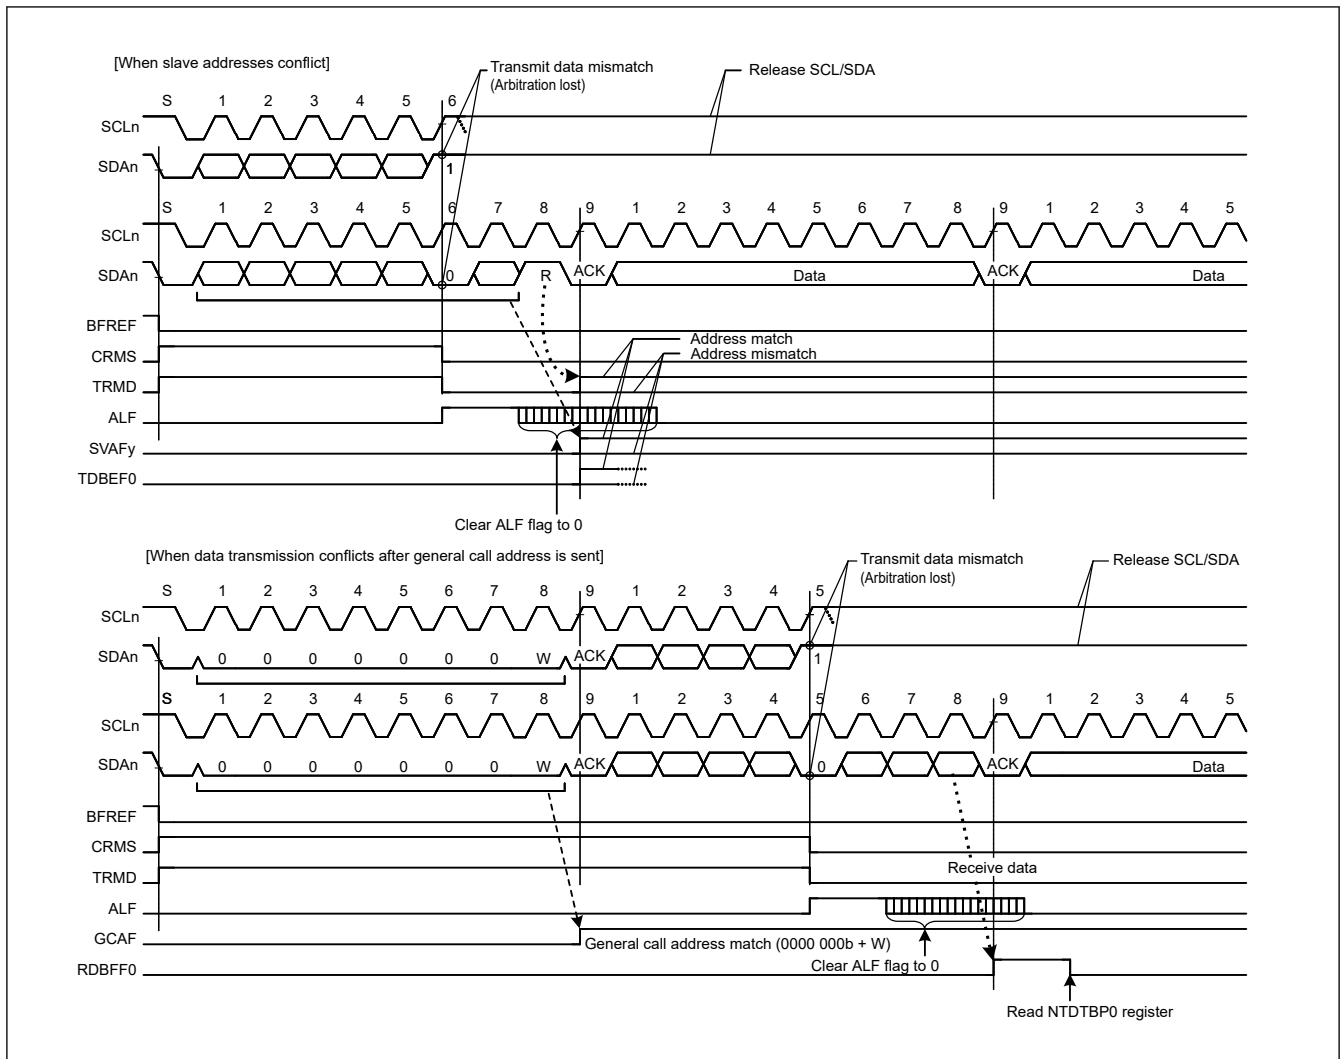 [When slave addresses conflict]
Transmit data mismatch
(Arbitration lost)
Release SCL/SDA
S 1 2 3 4 5 6
SCLn
SDAn
1
S 1 2 3 4 5 6 7 8 9 1 2 3 4 5 6 7 8 9 1 2 3 4 5
SCLn
SDAn
0 R ACK Data ACK Data
BFREF
Address match
CRMS
Address mismatch
TRMD
ALF
SVAFy
TDBEF0
Clear ALF flag to 0
[When data transmission conflicts after general call address is sent]
Transmit data mismatch
(Arbitration lost)
Release SCL/SDA
S 1 2 3 4 5 6 7 8 9 1 2 3 4 5
SCLn
SDAn
0 0 0 0 0 0 0 W ACK 1
S 1 2 3 4 5 6 7 8 9 1 2 3 4 5 6 7 8 9 1 2 3 4 5
SCLn
SDAn
0 0 0 0 0 0 0 W ACK 0 ACK Data
BFREF
CRMS
Receive data
TRMD
ALF
GCAF
General call address match (0000 000b + W)
Clear ALF flag to 0
RDBFF0
Read NTDTBP0 register